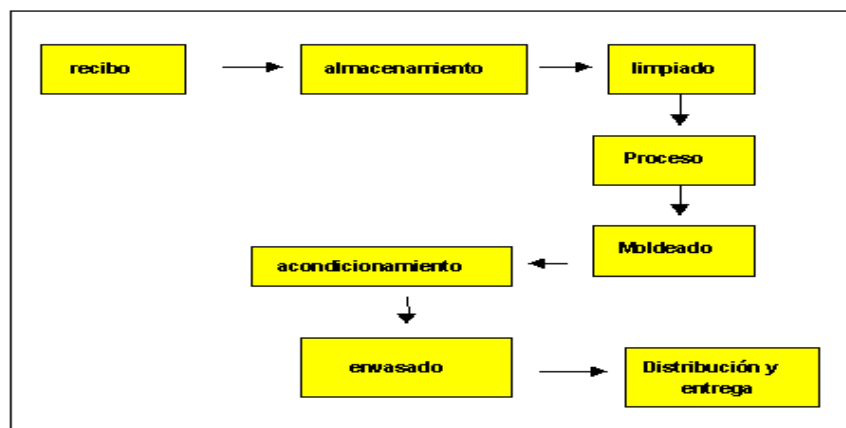 recibo
almacenamiento
limpiado
Proceso
Moldeado
acondicionamiento
envasado
Distribución y
entrega